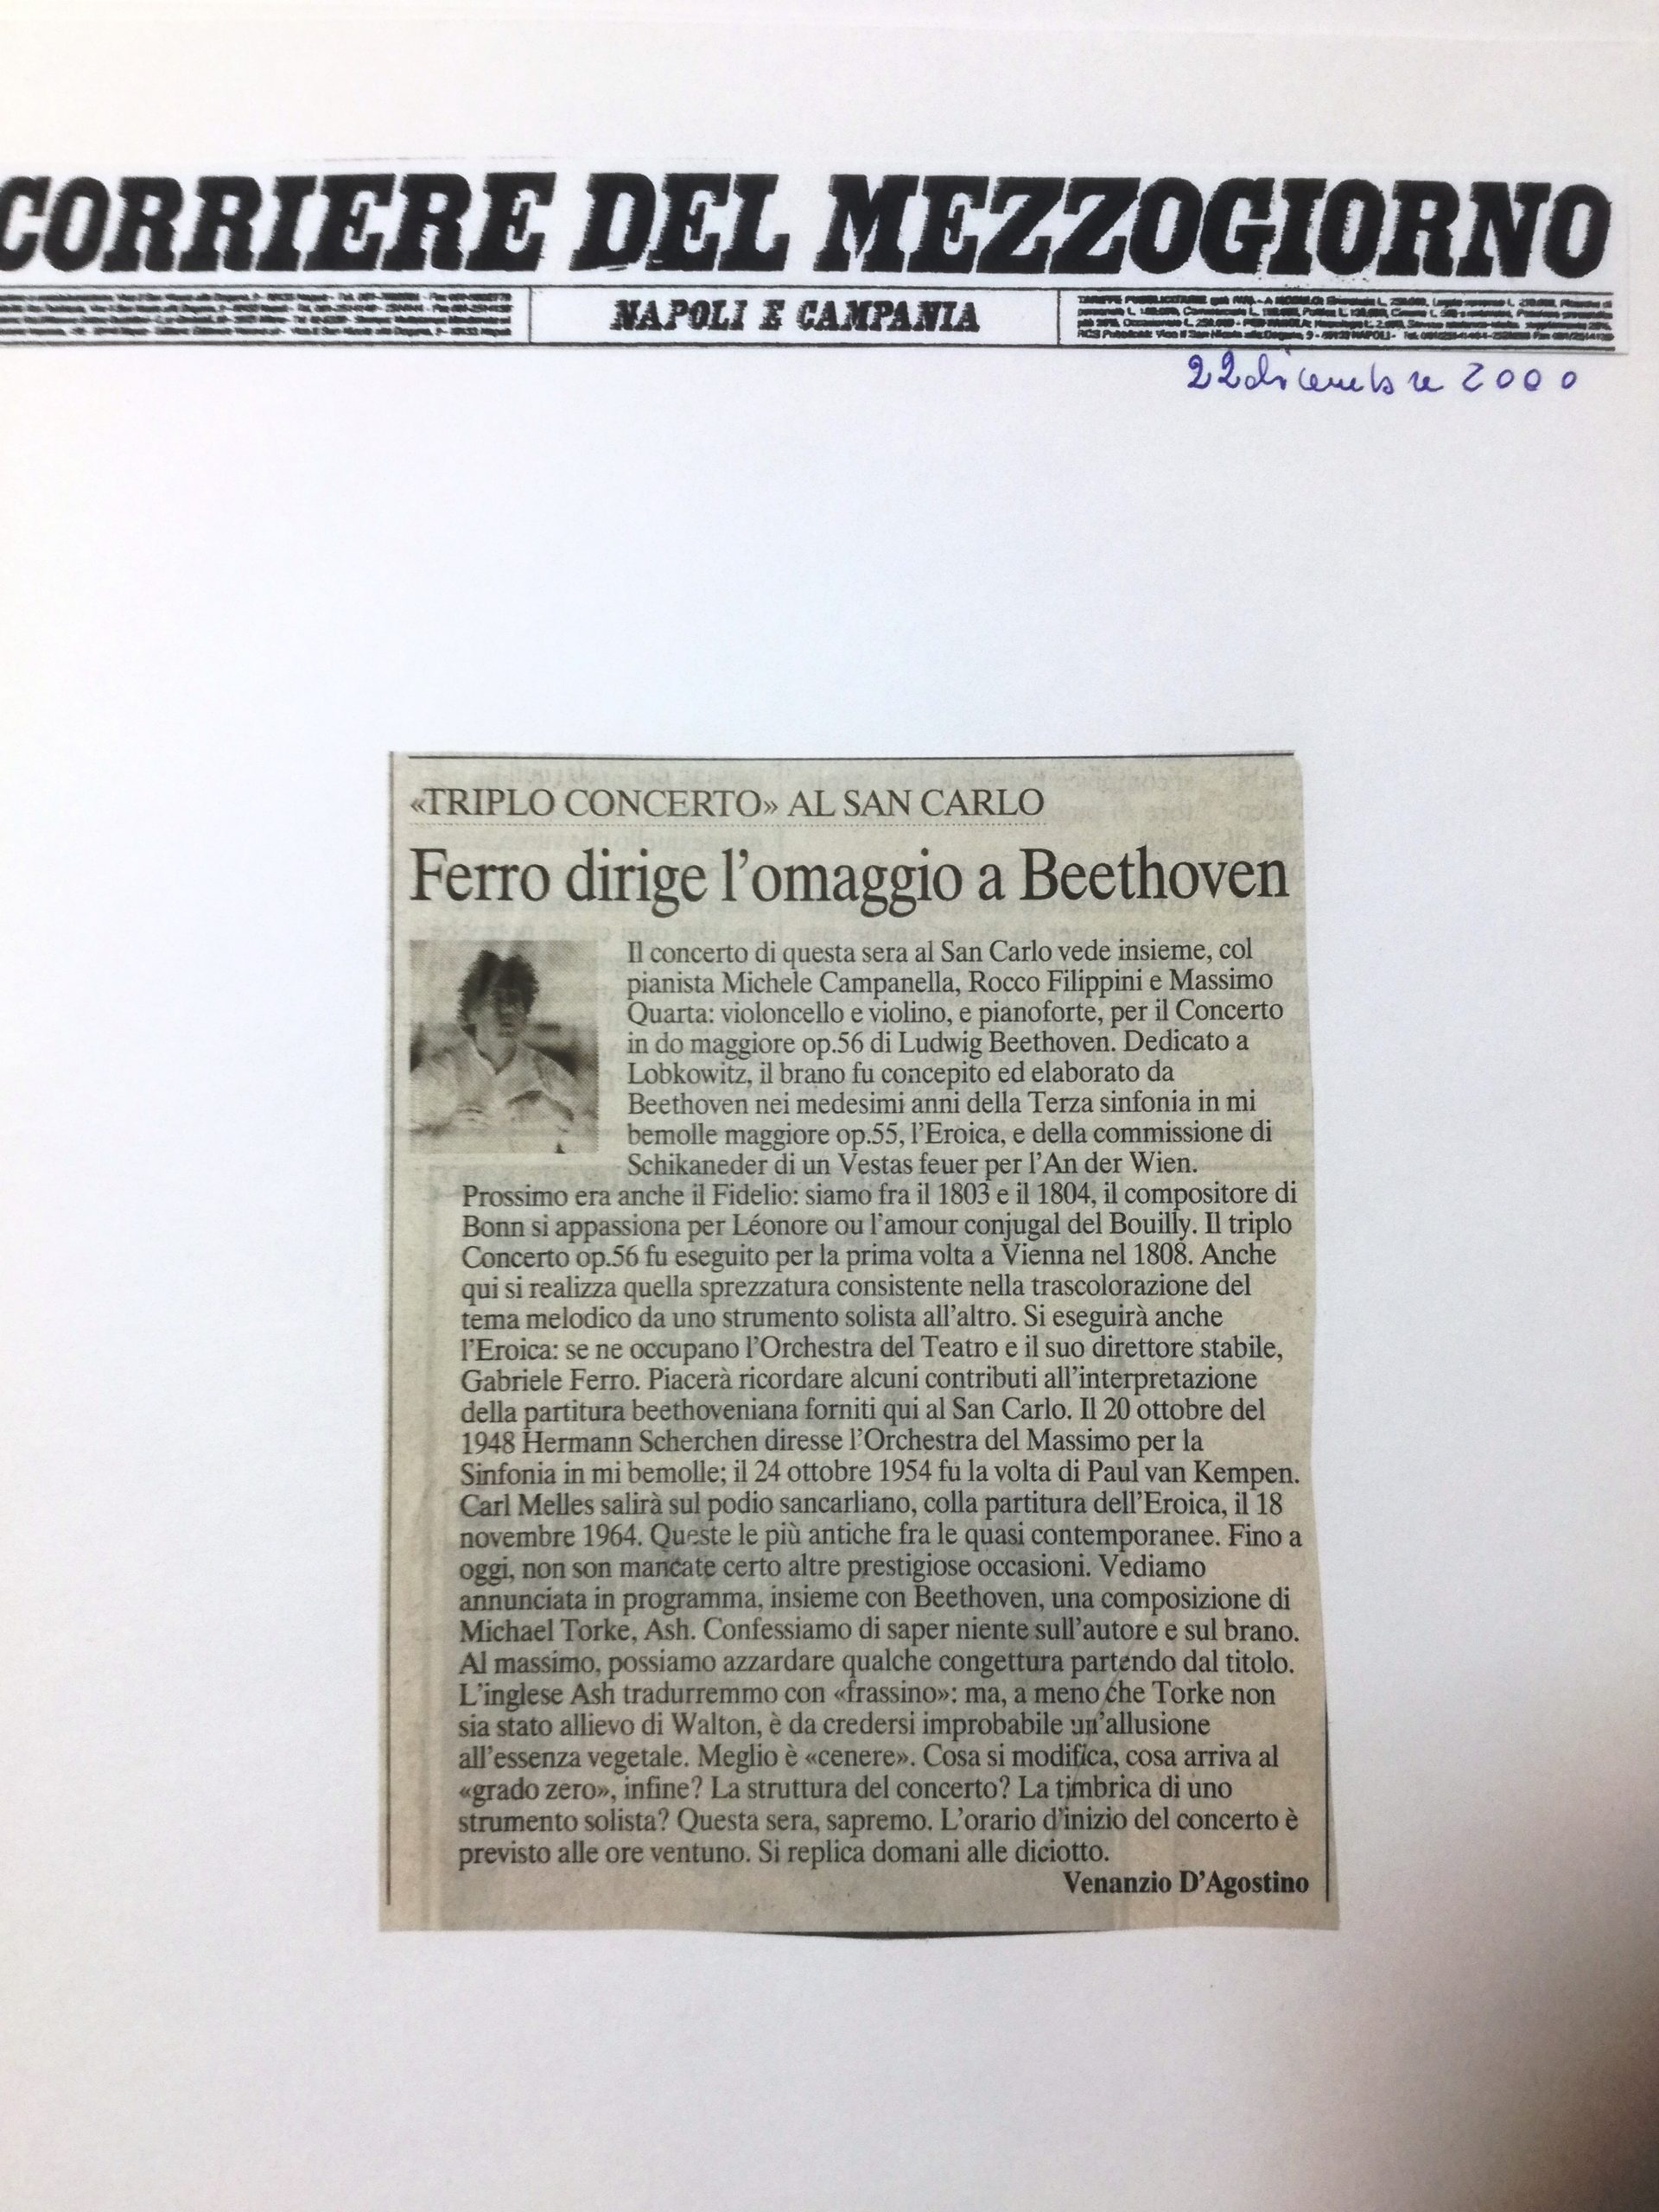 CORRIERE DEL MEZZOGIORNO
NAPOLI E CAMPANIA
22 dicembre 2000
«TRIPLO CONCERTO» AL SAN CARLO
Ferro dirige l'omaggio a Beethoven
Il concerto di questa sera al San Carlo vede insieme, col
pianista Michele Campanella, Rocco Filippini e Massimo
Quarta: violoncello e violino, e pianoforte, per il Concerto
in do maggiore op.56 di Ludwig Beethoven. Dedicato a
Lobkowitz, il brano fu concepito ed elaborato da
Beethoven nei medesimi anni della Terza sinfonia in mi
bemolle maggiore op.55, l'Eroica, e della commissione di
Schikaneder di un Vestas feuer per l'An der Wien.
Prossimo era anche il Fidelio: siamo fra il 1803 e il 1804, il compositore di
Bonn si appassiona per Léonore ou l'amour conjugal del Bouilly. Il triplo
Concerto op.56 fu eseguito per la prima volta a Vienna nel 1808. Anche
qui si realizza quella sprezzatura consistente nella trascolorazione del
tema melodico da uno strumento solista all'altro. Si eseguirà anche
l'Eroica: se ne occupano l'Orchestra del Teatro e il suo direttore stabile,
Gabriele Ferro. Piacerà ricordare alcuni contributi all'interpretazione
della partitura beethoveniana forniti qui al San Carlo. Il 20 ottobre del
1948 Hermann Scherchen diresse l'Orchestra del Massimo per la
Sinfonia in mi bemolle; il 24 ottobre 1954 fu la volta di Paul van Kempen.
Carl Melles salirà sul podio sancarliano, colla partitura dell'Eroica, il 18
novembre 1964. Queste le più antiche fra le quasi contemporanee. Fino a
oggi, non son mancate certo altre prestigiose occasioni. Vediamo
annunciata in programma, insieme con Beethoven, una composizione di
Michael Torke, Ash. Confessiamo di saper niente sull'autore e sul brano.
Al massimo, possiamo azzardare qualche congettura partendo dal titolo.
L'inglese Ash tradurremmo con «frassino»: ma, a meno che Torke non
sia stato allievo di Walton, è da credersi improbabile un'allusione
all'essenza vegetale. Meglio è «cenere». Cosa si modifica, cosa arriva al
«grado zero», infine? La struttura del concerto? La timbrica di uno
strumento solista? Questa sera, sapremo. L'orario d'inizio del concerto è
previsto alle ore ventuno. Si replica domani alle diciotto.
Venanzio D'Agostino